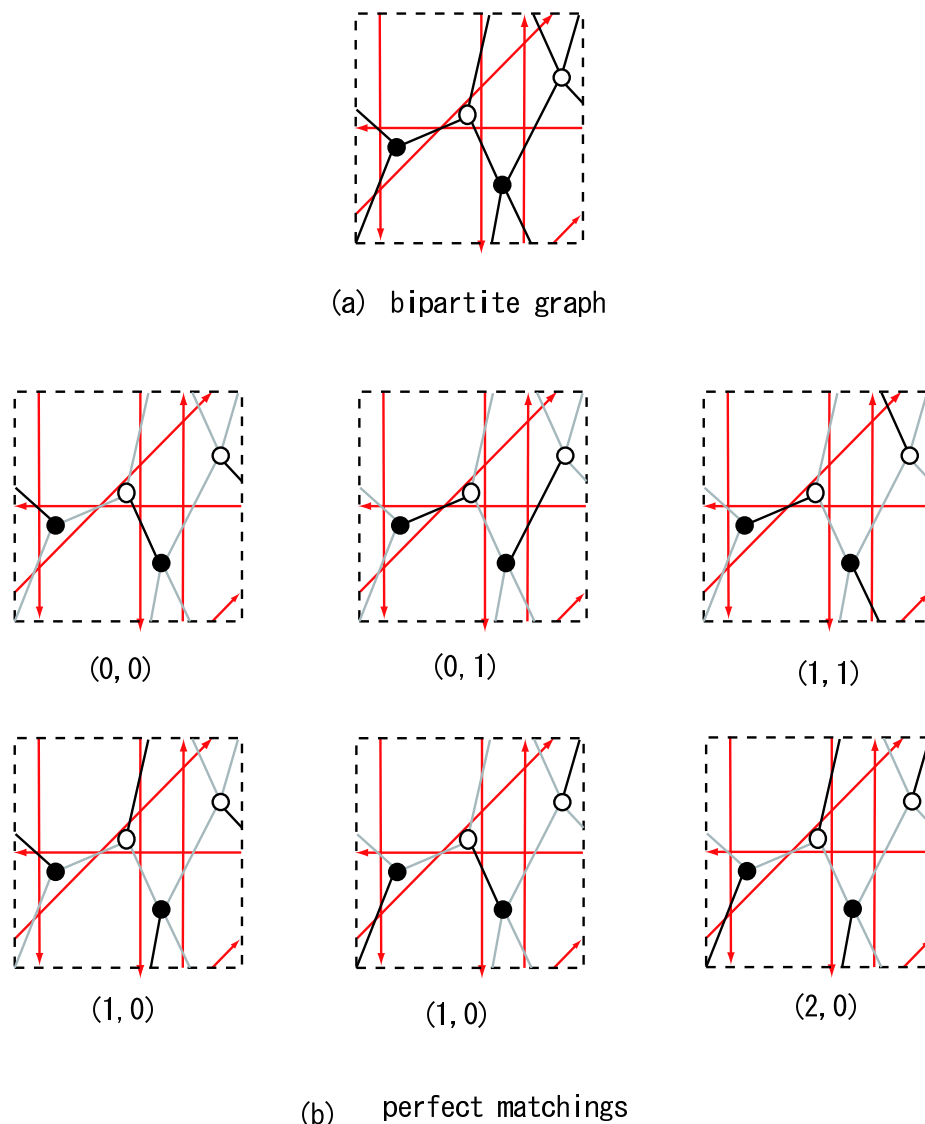 (a) bipartite graph
(0,0) (0,1) (1,1)
(1,0) (1,0) (2,0)
(b) perfect matchings